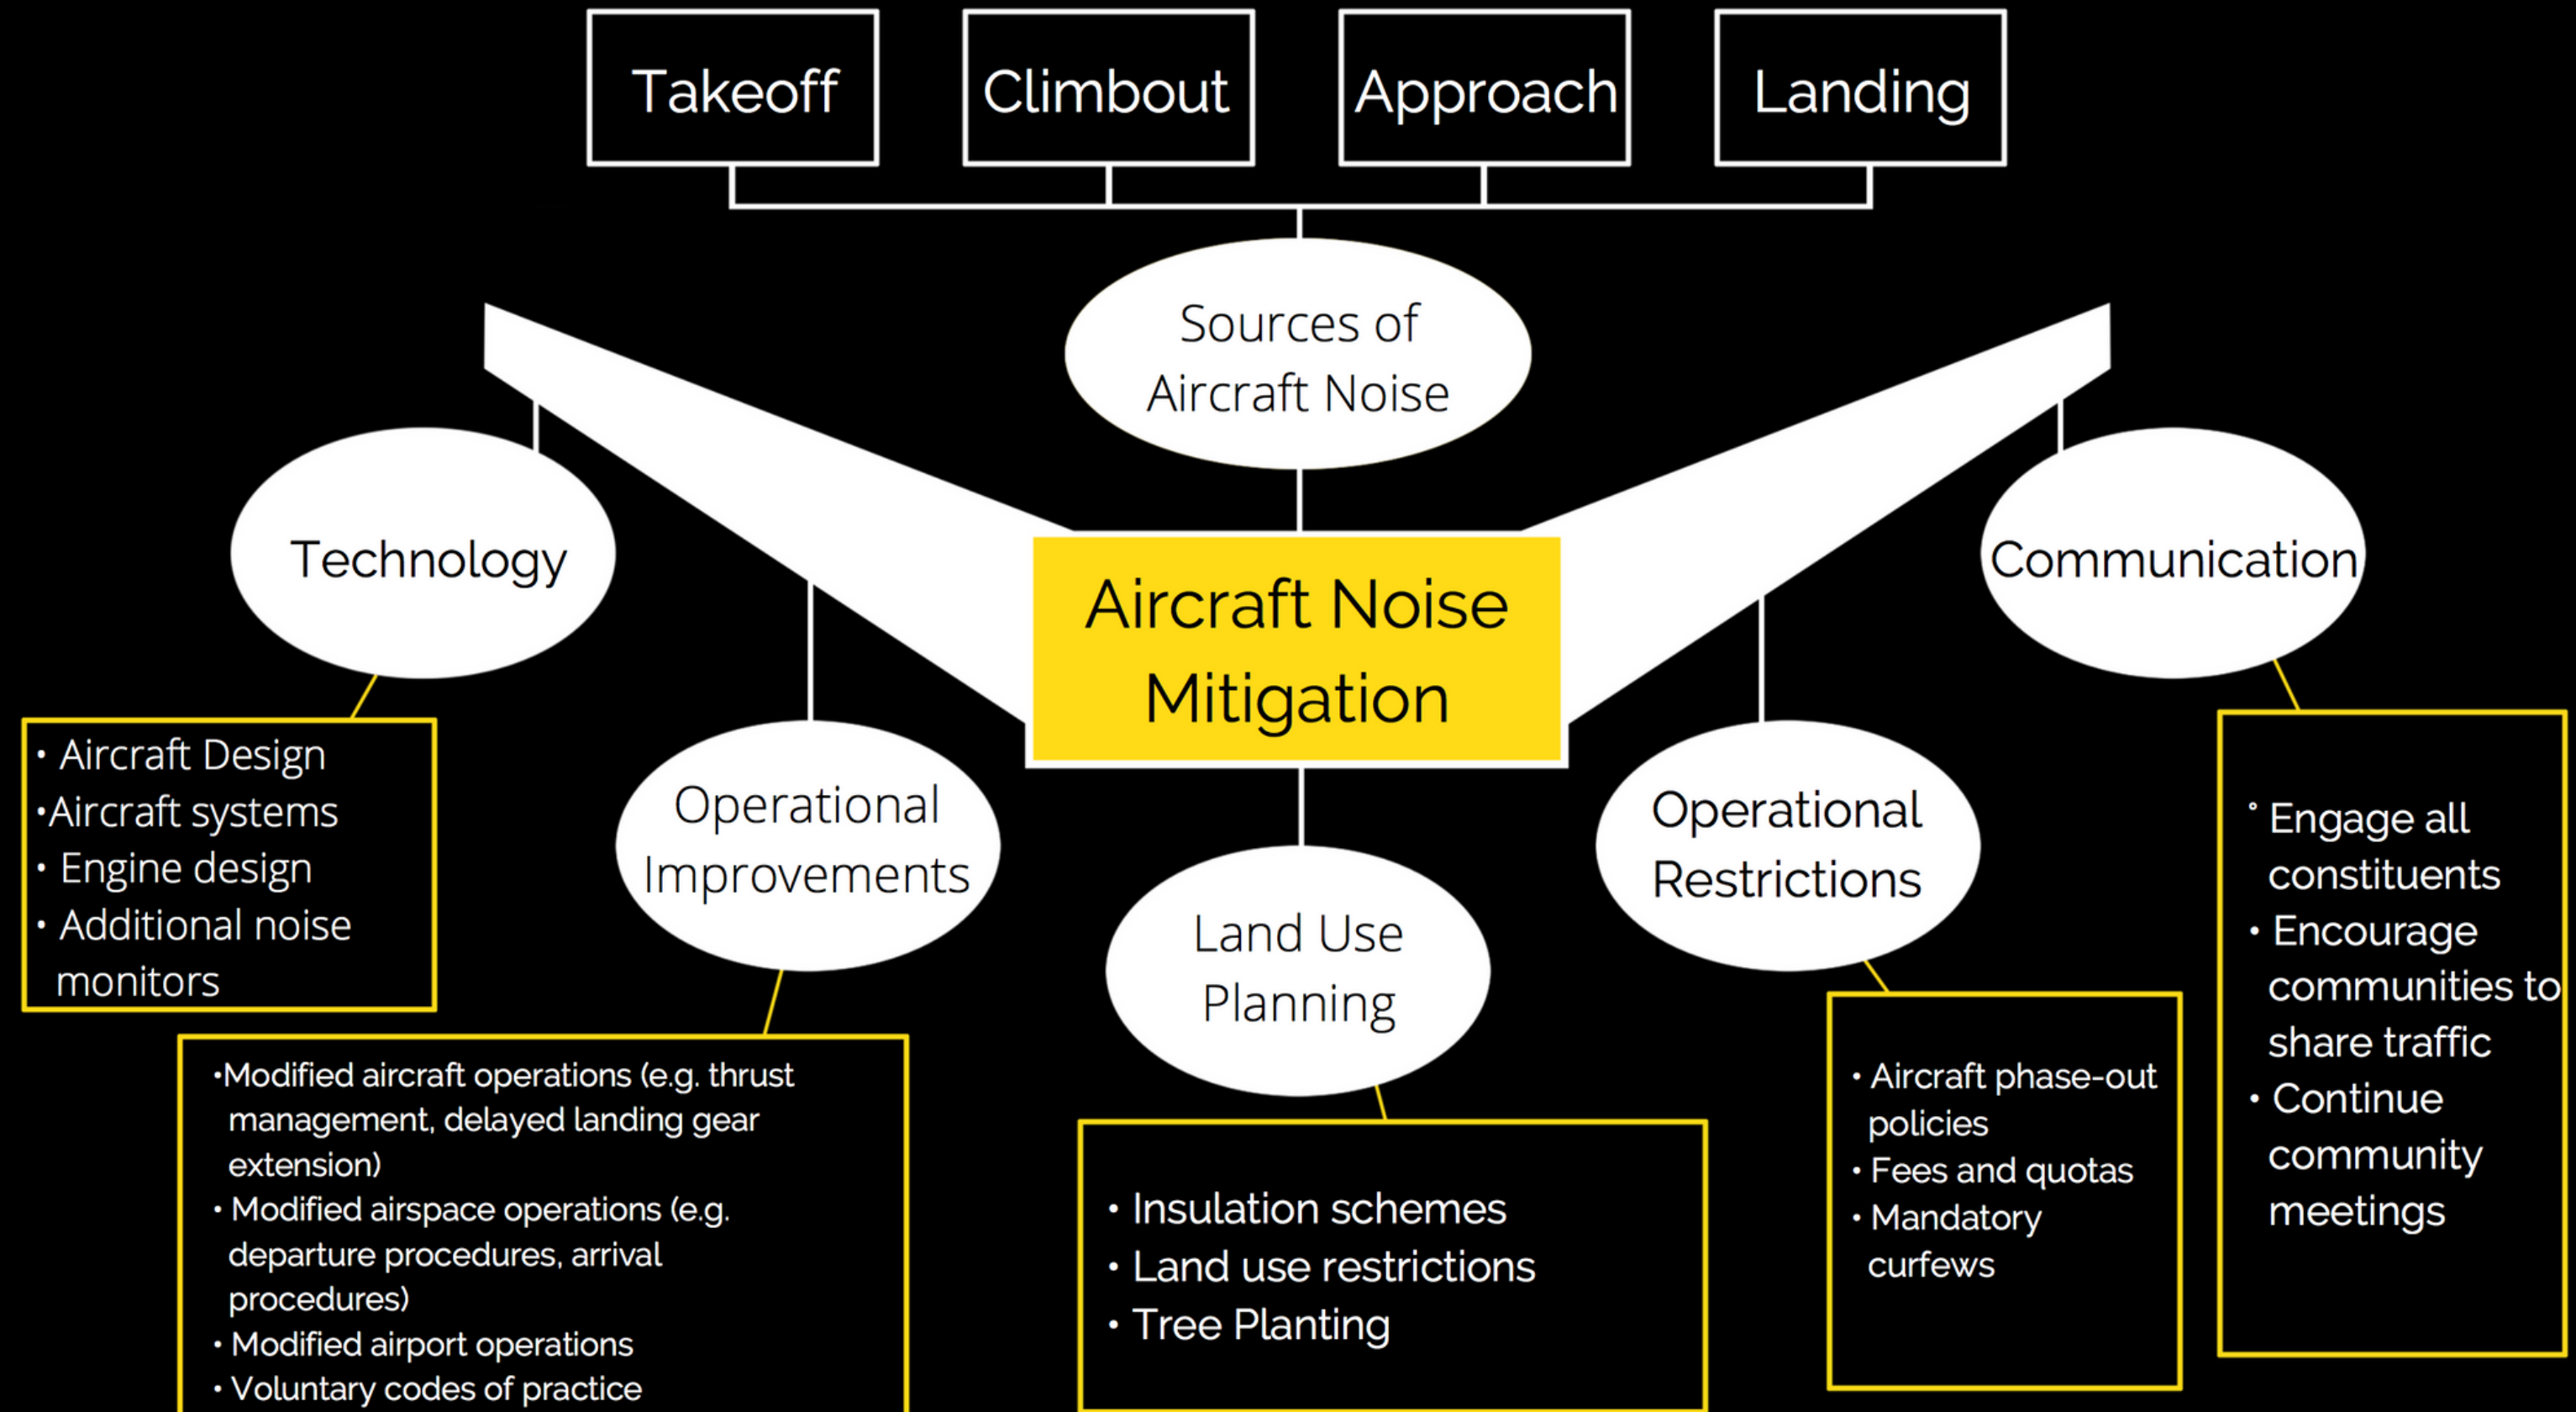 Takeoff
Climbout
Approach
Landing
Sources of
Aircraft Noise
Aircraft Noise
Mitigation
Technology
• Aircraft Design
•Aircraft systems
• Engine design
• Additional noise
monitors
Operational
Improvements
•Modified aircraft operations (e.g. thrust
management, delayed landing gear
extension)
• Modified airspace operations (e.g.
departure procedures, arrival
procedures)
• Modified airport operations
• Voluntary codes of practice
Land Use
Planning
• Insulation schemes
• Land use restrictions
• Tree Planting
Operational
Restrictions
• Aircraft phase-out
policies
• Fees and quotas
• Mandatory
curfews
Communication
° Engage all
constituents
• Encourage
communities to
share traffic
• Continue
community
meetings